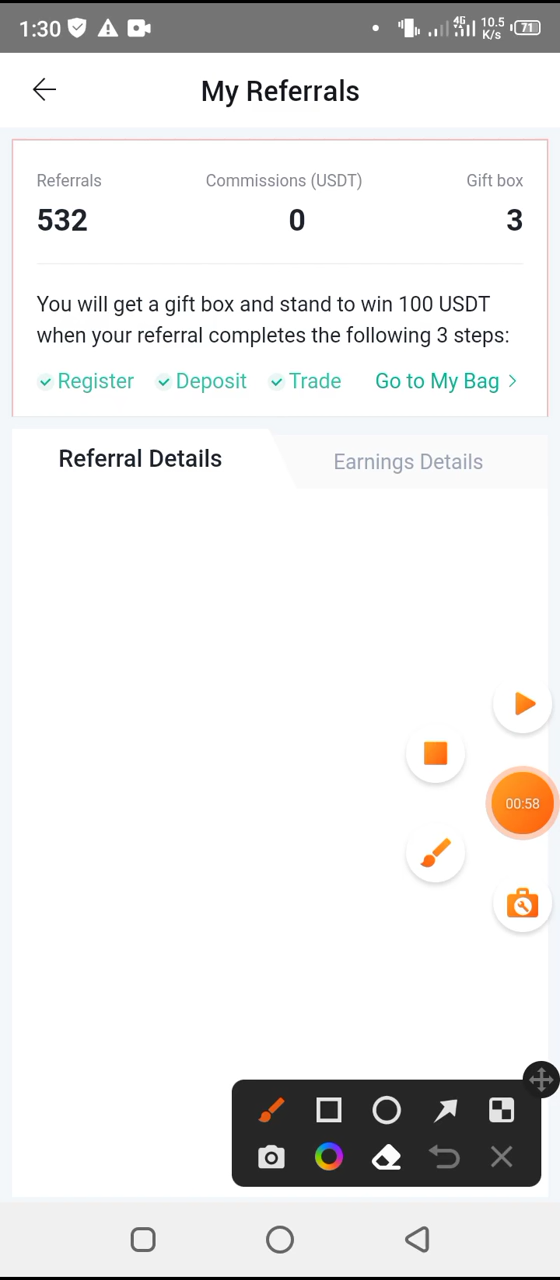 1:30
4G 10.5 K/s 71
My Referrals
Referrals Commissions (USDT) Gift box
532 0 3
You will get a gift box and stand to win 100 USDT
when your referral completes the following 3 steps:
Register Deposit Trade Go to My Bag >
Referral Details Earnings Details
00:58